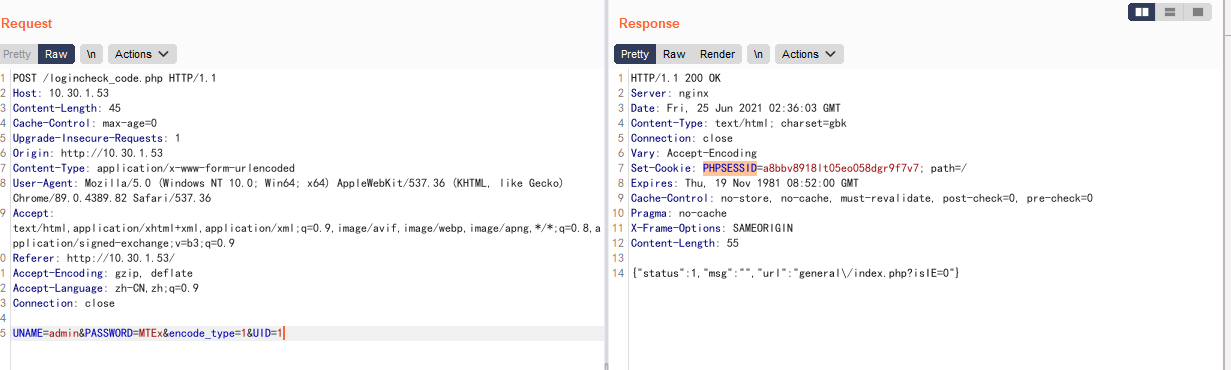 Request
Response
Pretty Raw \n Actions
Pretty Raw Render \n Actions
1 POST /logincheck_code.php HTTP/1.1
2 Host: 10.30.1.53
3 Content-Length: 45
4 Cache-Control: max-age=0
5 Upgrade-Insecure-Requests: 1
6 Origin: http://10.30.1.53
7 Content-Type: application/x-www-form-urlencoded
8 User-Agent: Mozilla/5.0 (Windows NT 10.0; Win64; x64) AppleWebKit/537.36 (KHTML, like Gecko)
Chrome/89.0.4389.82 Safari/537.36
9 Accept:
text/html,application/xhtml+xml,application/xml;q=0.9,image/avif,image/webp,image/apng,*/*;q=0.8,a
pplication/signed-exchange;v=b3;q=0.9
0 Referer: http://10.30.1.53/
1 Accept-Encoding: gzip, deflate
2 Accept-Language: zh-CN,zh;q=0.9
3 Connection: close
4
5 UNAME=admin&PASSWORD=MTEx&encode_type=1&UID=1
1 HTTP/1.1 200 OK
2 Server: nginx
3 Date: Fri, 25 Jun 2021 02:36:03 GMT
4 Content-Type: text/html; charset=gbk
5 Connection: close
6 Vary: Accept-Encoding
7 Set-Cookie: PHPSESSID=a8bbv8918lt05eo058dgr9f7v7; path=/
8 Expires: Thu, 19 Nov 1981 08:52:00 GMT
9 Cache-Control: no-store, no-cache, must-revalidate, post-check=0, pre-check=0
10 Pragma: no-cache
11 X-Frame-Options: SAMEORIGIN
12 Content-Length: 55
13
14 {"status":1,"msg":"","url":"general\/index.php?isIE=0"}